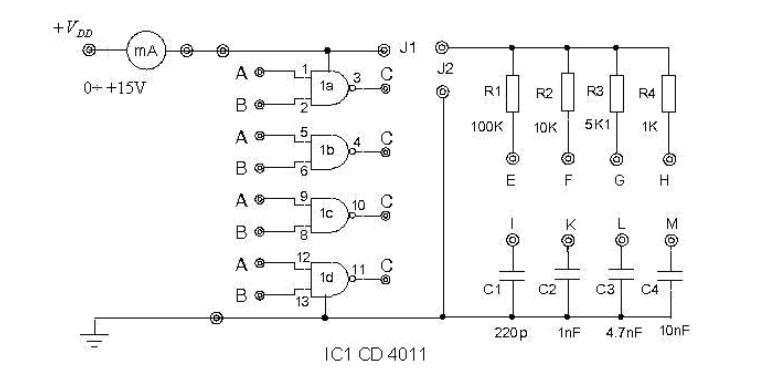 +V_DD
mA
J1
0÷ +15V
J2
A 1 1a 3 C
B 2
A 5 1b 4 C
B 6
A 9 1c 10 C
B 8
A 12 1d 11 C
B 13
R1 R2 R3 R4
100K 10K 5K1 1K
E F G H
I K L M
C1 C2 C3 C4
220p 1nF 4.7nF 10nF
IC1 CD 4011